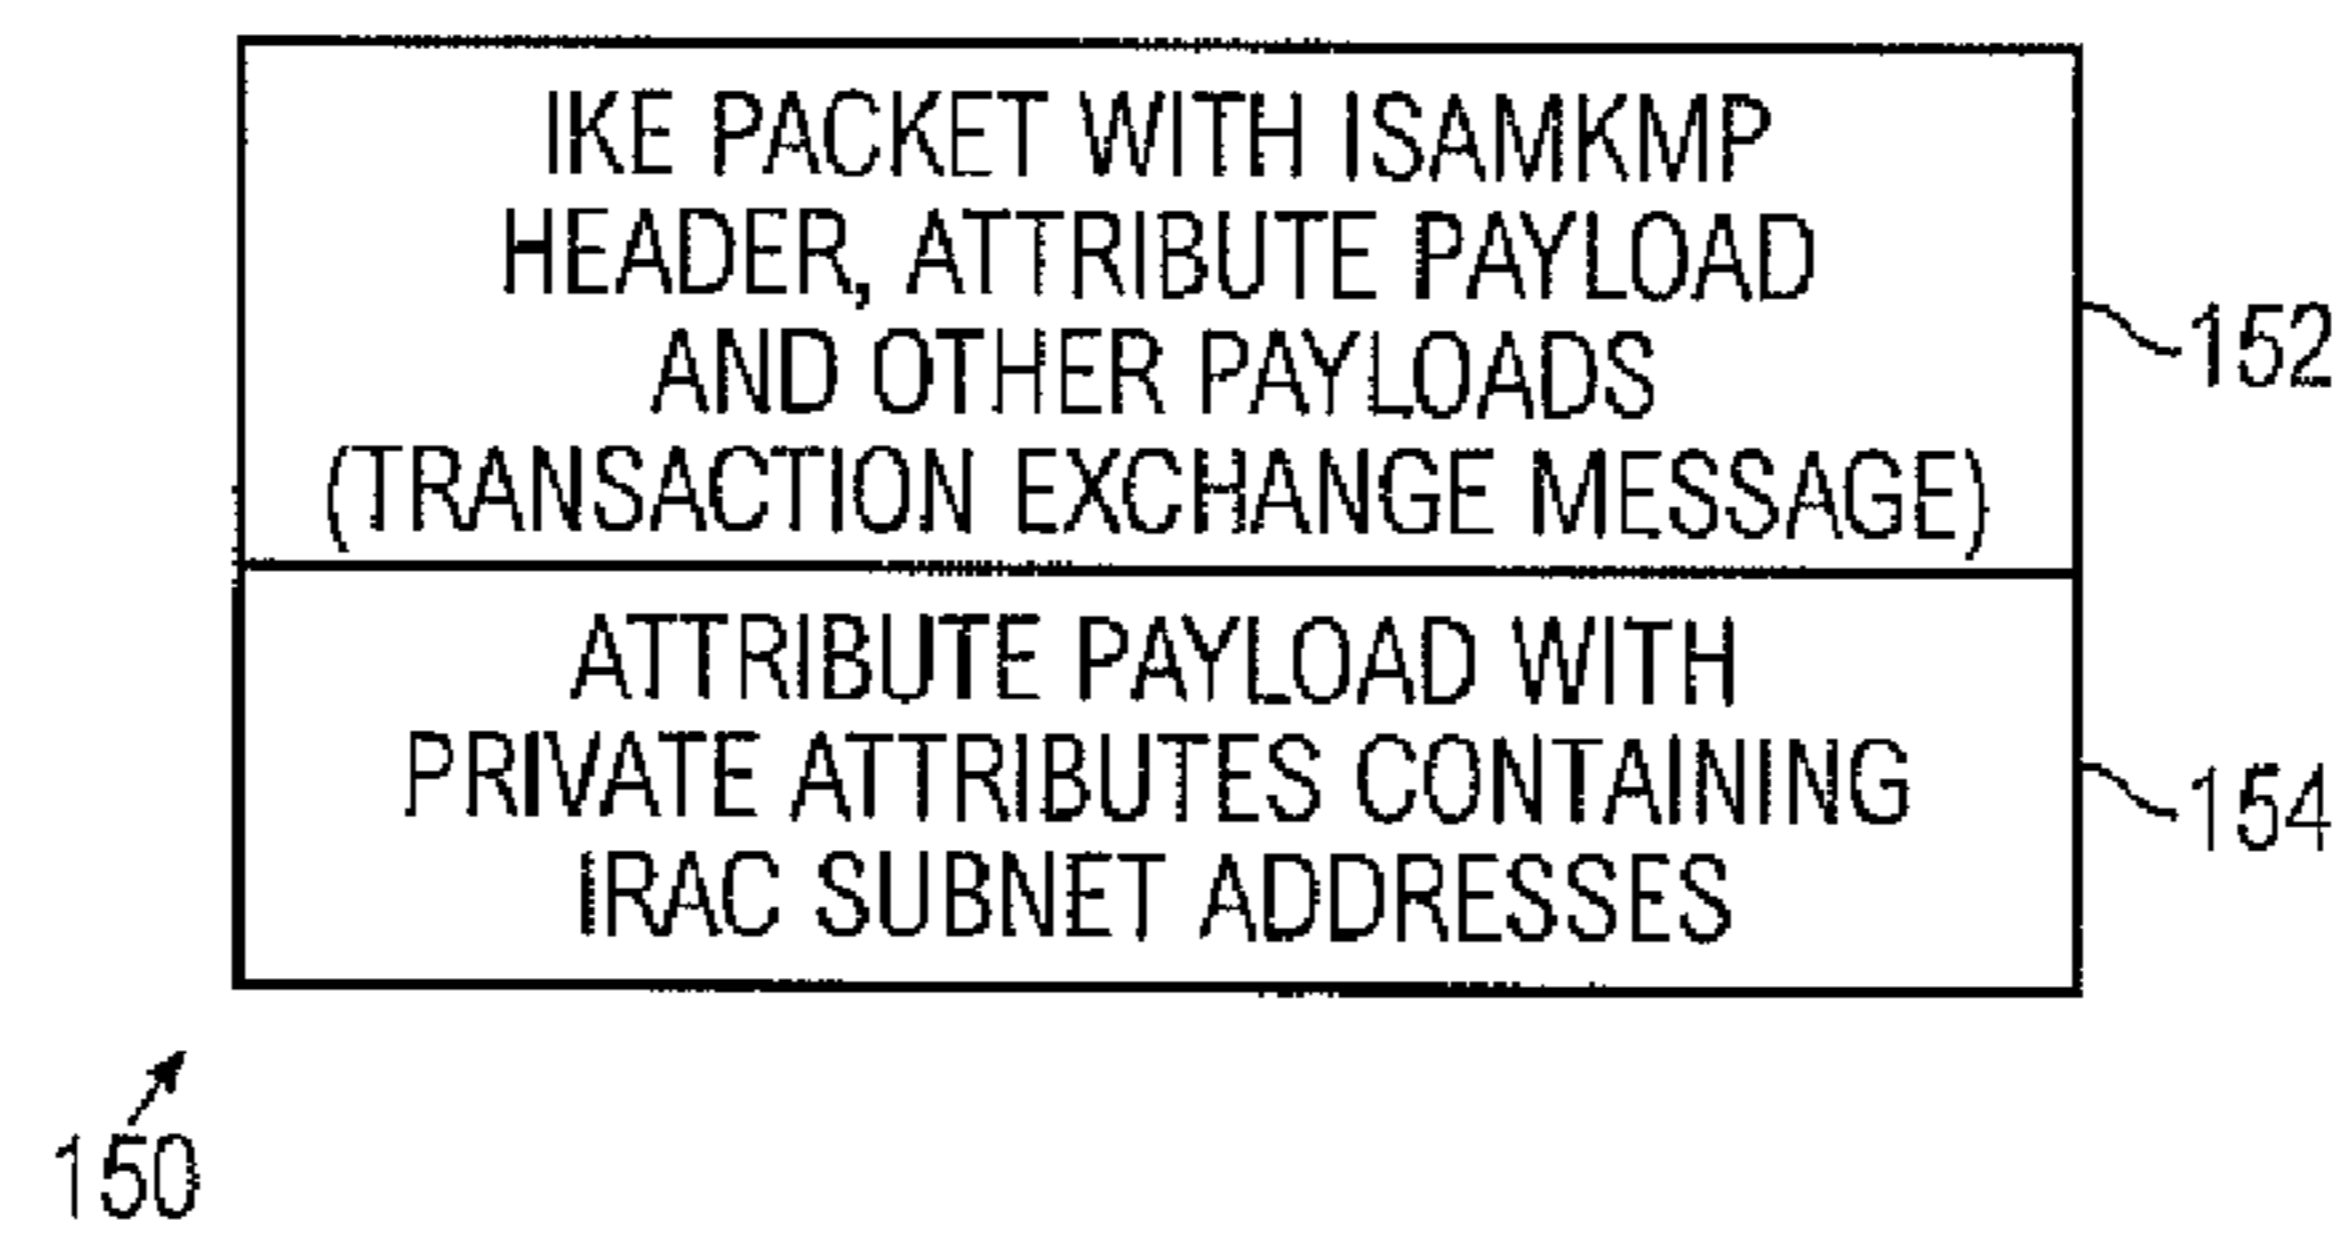 IKE PACKET WITH ISAMKMP
HEADER, ATTRIBUTE PAYLOAD
AND OTHER PAYLOADS
(TRANSACTION EXCHANGE MESSAGE)
152
ATTRIBUTE PAYLOAD WITH
PRIVATE ATTRIBUTES CONTAINING
IRAC SUBNET ADDRESSES
154
150